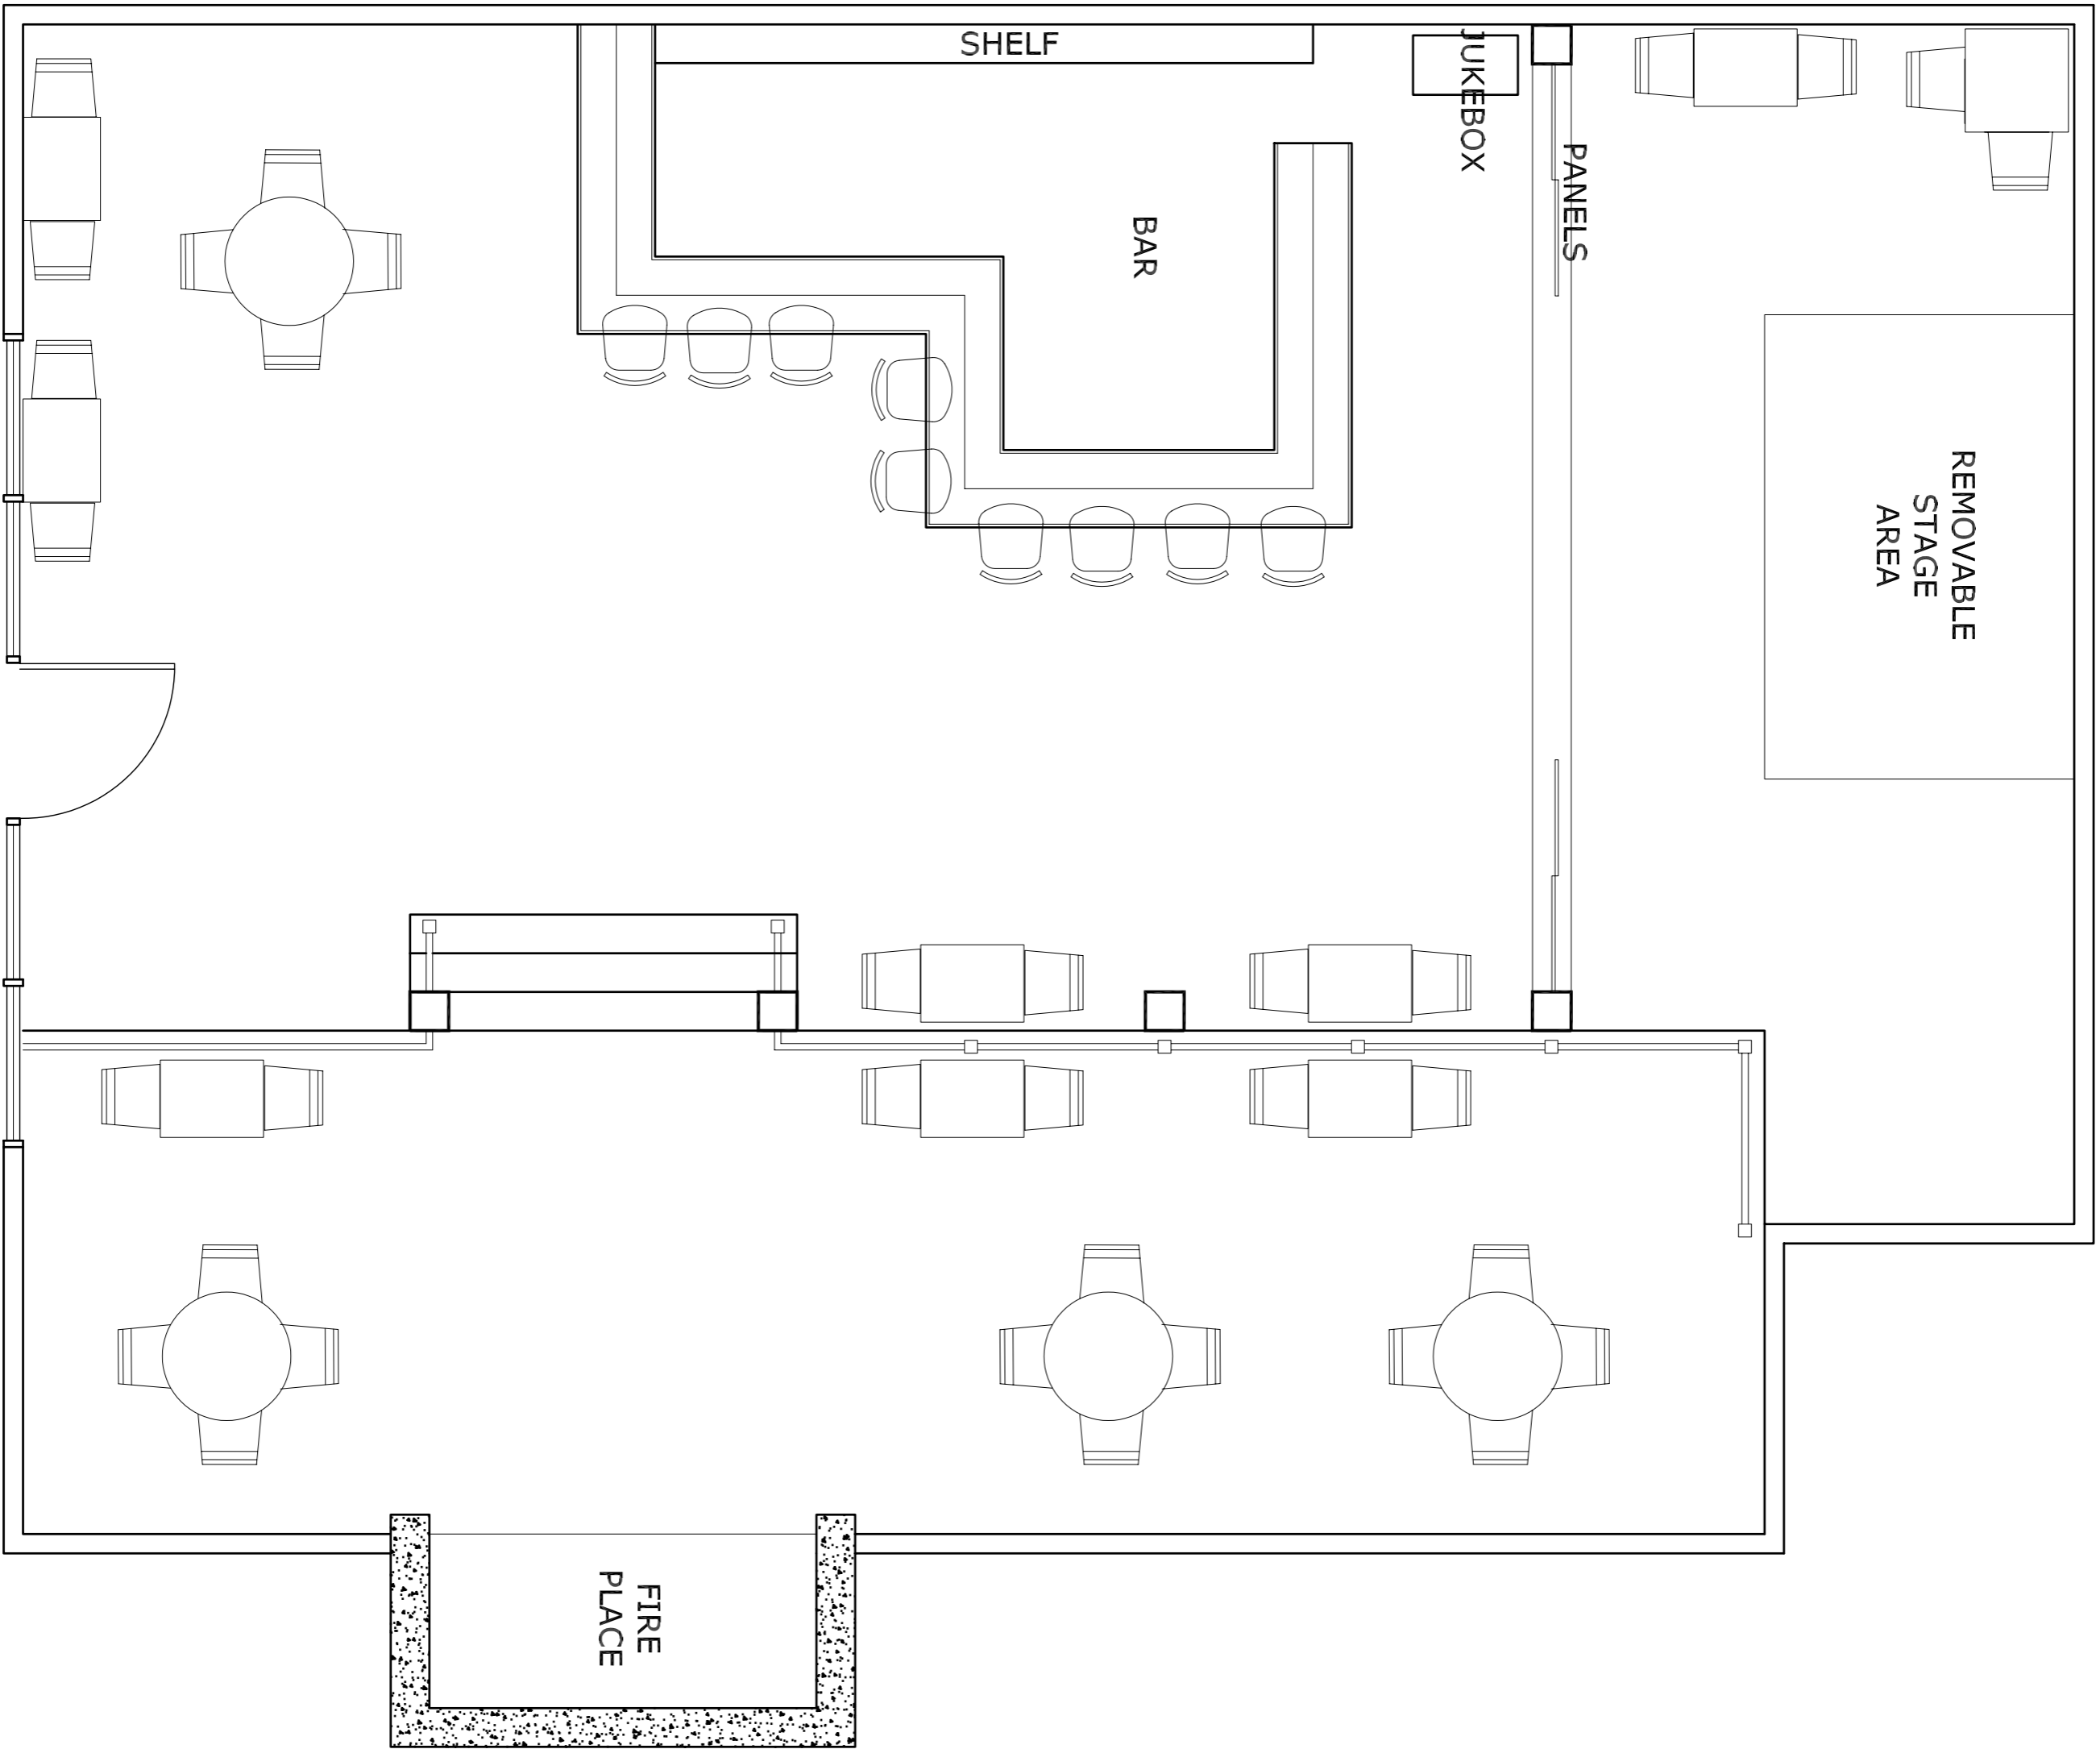 SHELF
JUKEBOX
PANELS
BAR
REMOVABLE
STAGE
AREA
FIRE
PLACE